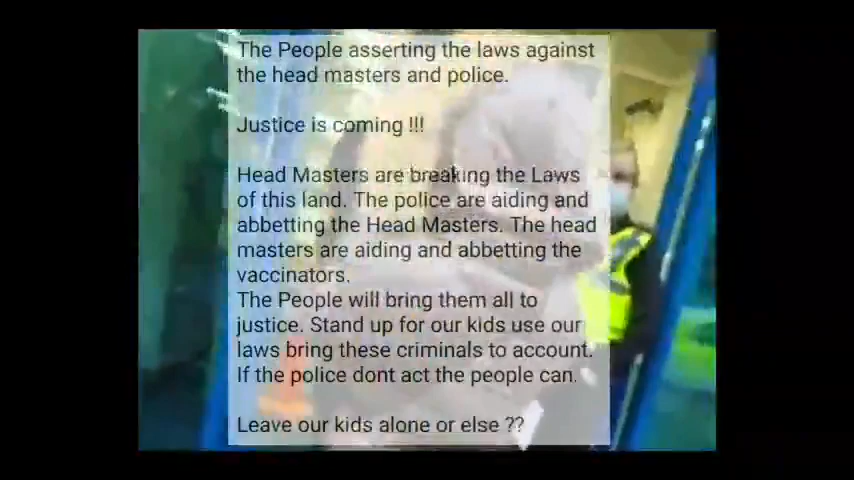 The People asserting the laws against
the head masters and police.
Justice is coming !!!
Head Masters are breaking the Laws
of this land. The police are aiding and
abbetting the Head Masters. The head
masters are aiding and abbetting the
vaccinators.
The People will bring them all to
justice. Stand up for our kids use our
laws bring these criminals to account.
If the police dont act the people can.
Leave our kids alone or else ??